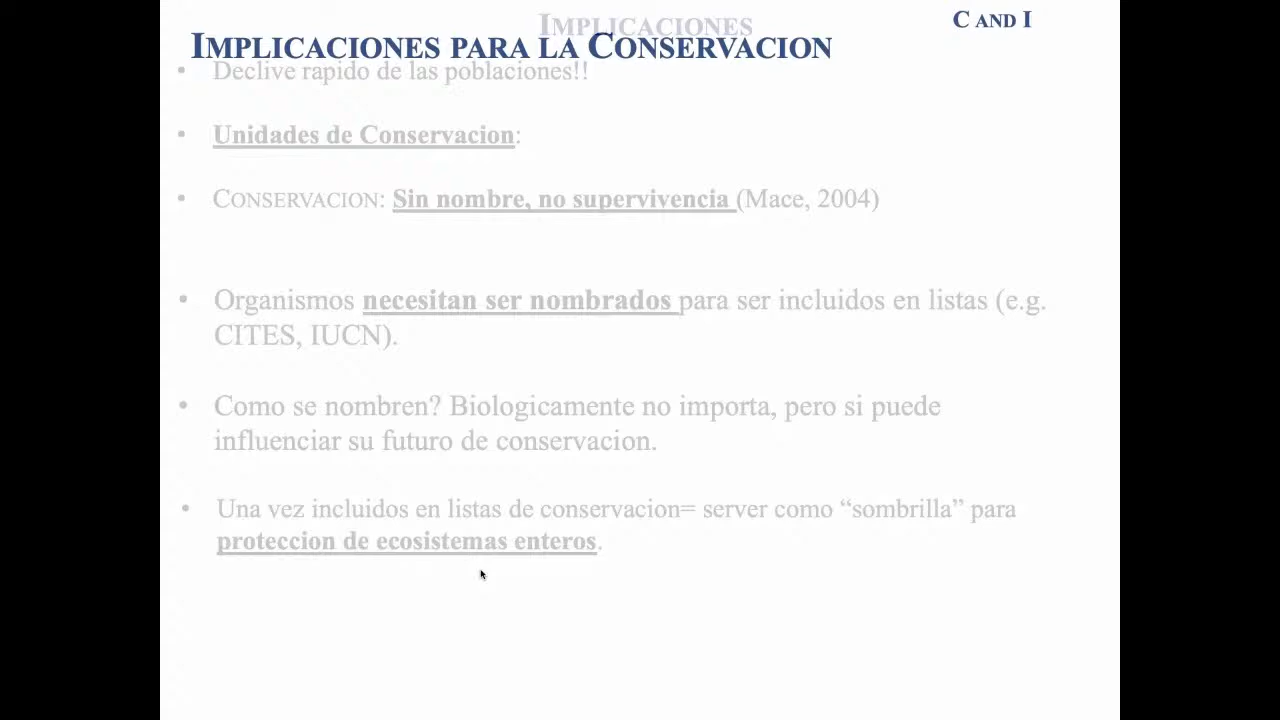 IMPLICACIONES
C AND I
IMPLICACIONES PARA LA CONSERVACION
• Declive rapido de las poblaciones!!
• Unidades de Conservacion:
• CONSERVACION: Sin nombre, no supervivencia (Mace, 2004)
• Organismos necesitan ser nombrados para ser incluidos en listas (e.g.
CITES, IUCN).
• Como se nombren? Biologicamente no importa, pero si puede
influenciar su futuro de conservacion.
• Una vez incluidos en listas de conservacion= server como “sombrilla” para
proteccion de ecosistemas enteros.